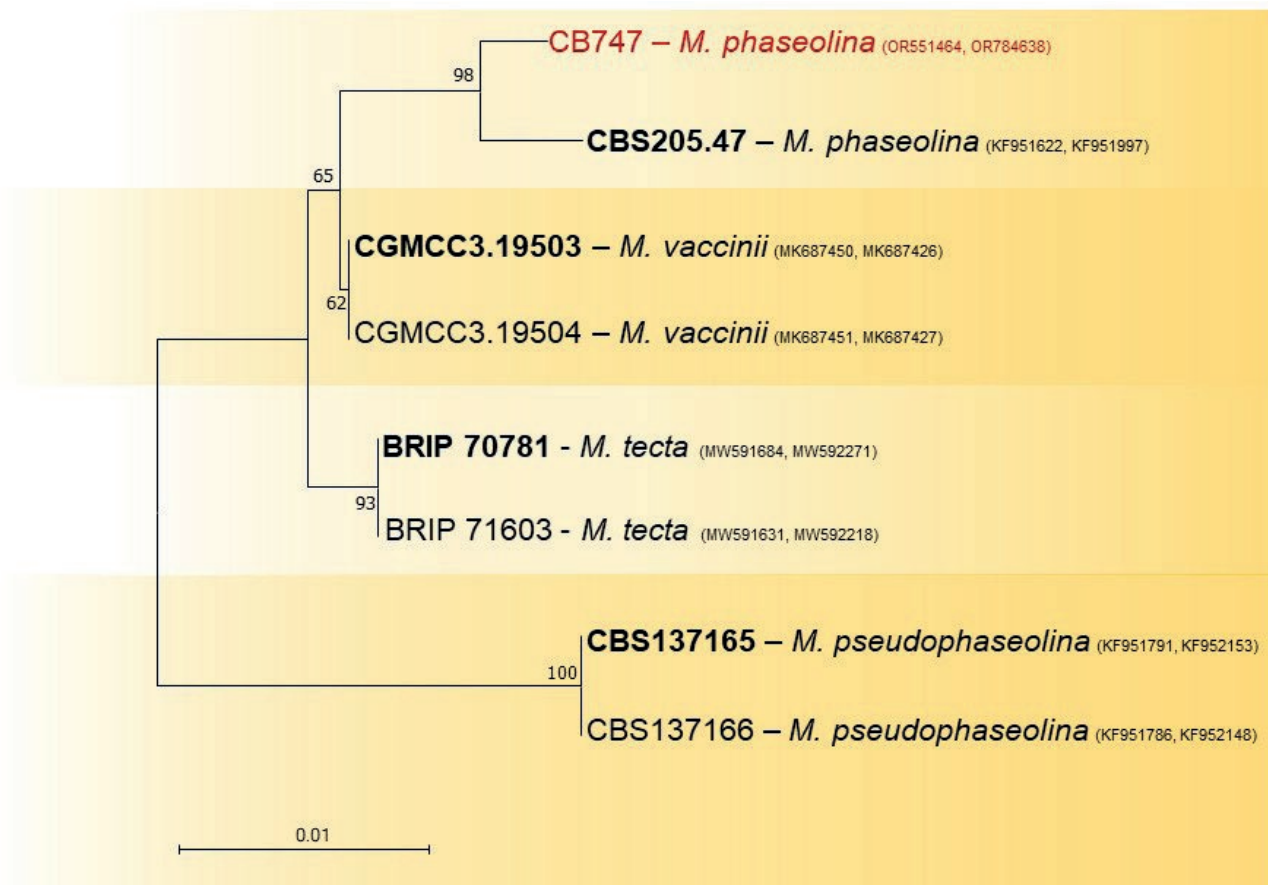 CB747 – M. phaseolina (OR551464, OR784638)
98
CBS205.47 – M. phaseolina (KF951622, KF951997)
65
CGMCC3.19503 – M. vaccinii (MK687450, MK687426)
62
CGMCC3.19504 – M. vaccinii (MK687451, MK687427)
BRIP 70781 - M. tecta (MW591684, MW592271)
93
BRIP 71603 - M. tecta (MW591631, MW592218)
CBS137165 – M. pseudophaseolina (KF951791, KF952153)
100
CBS137166 – M. pseudophaseolina (KF951786, KF952148)
0.01